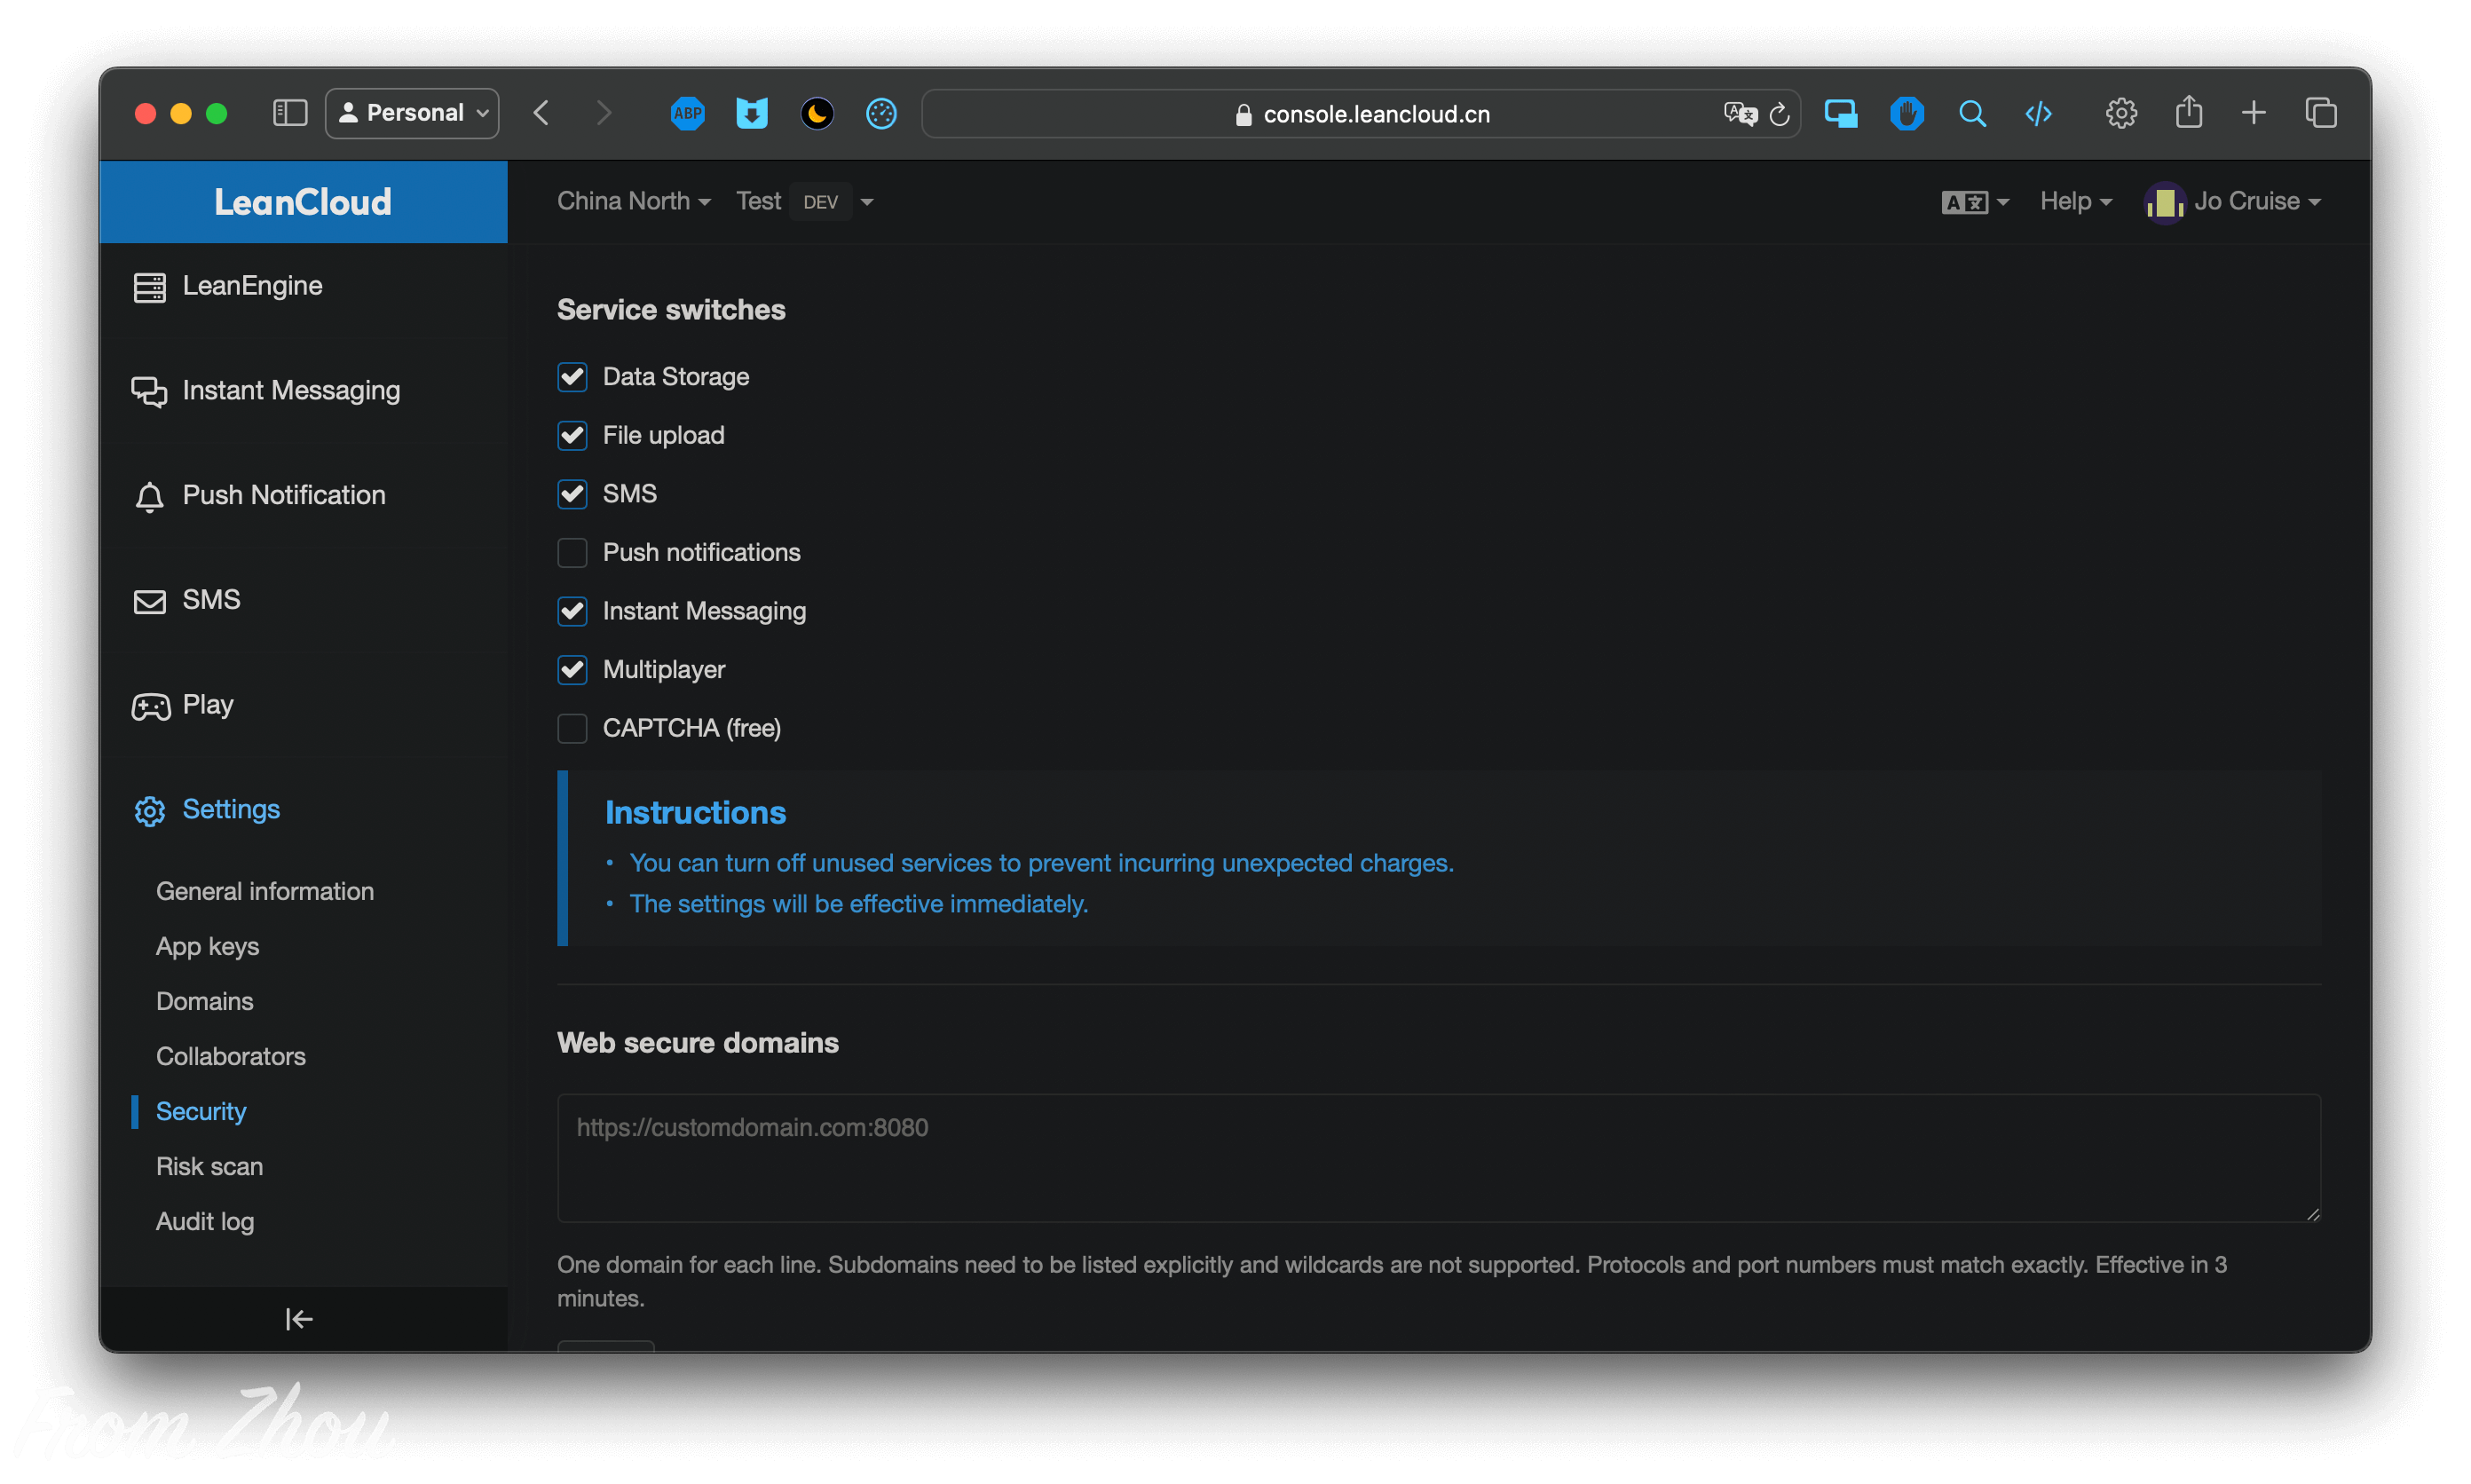 Personal
ABP
console.leancloud.cn
LeanCloud
China North
Test DEV
A文
Help
Jo Cruise
LeanEngine
Instant Messaging
Push Notification
SMS
Play
Settings
General information
App keys
Domains
Collaborators
Security
Risk scan
Audit log
Service switches
Data Storage
File upload
SMS
Push notifications
Instant Messaging
Multiplayer
CAPTCHA (free)
Instructions
• You can turn off unused services to prevent incurring unexpected charges.
• The settings will be effective immediately.
Web secure domains
https://customdomain.com:8080
One domain for each line. Subdomains need to be listed explicitly and wildcards are not supported. Protocols and port numbers must match exactly. Effective in 3
minutes.
From Zhou